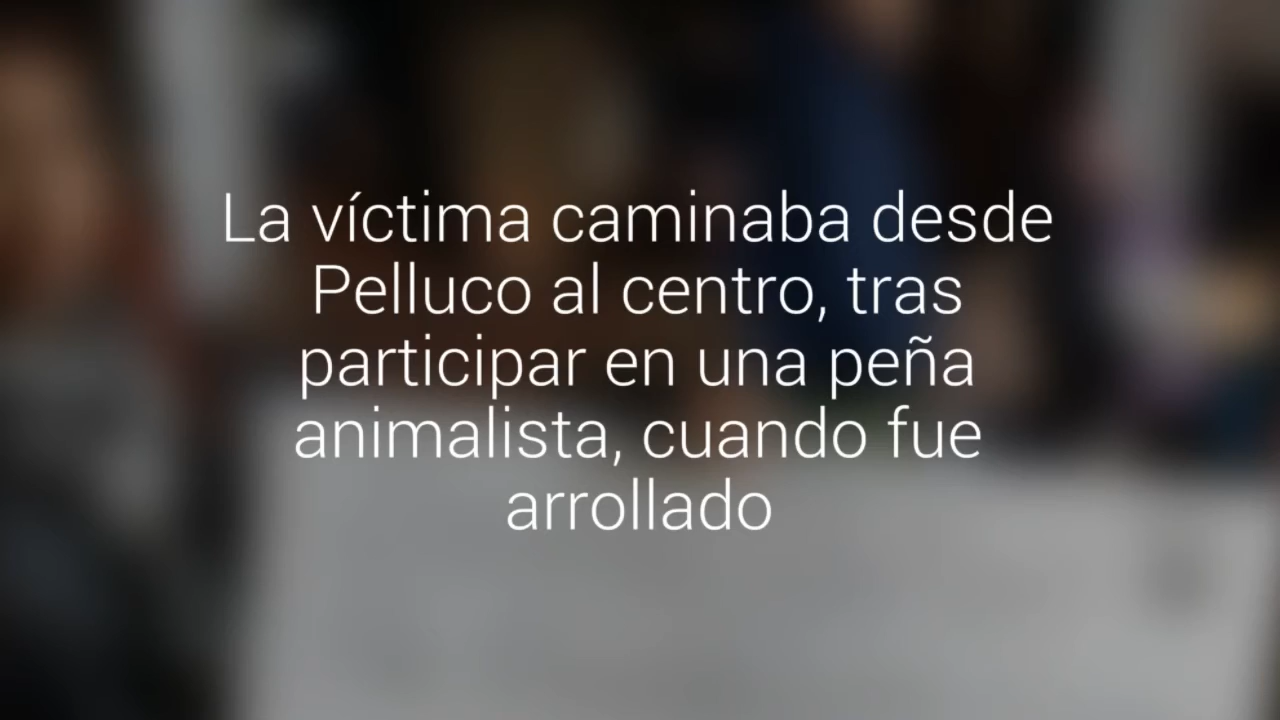 La víctima caminaba desde
Pelluco al centro, tras
participar en una peña
animalista, cuando fue
arrollado